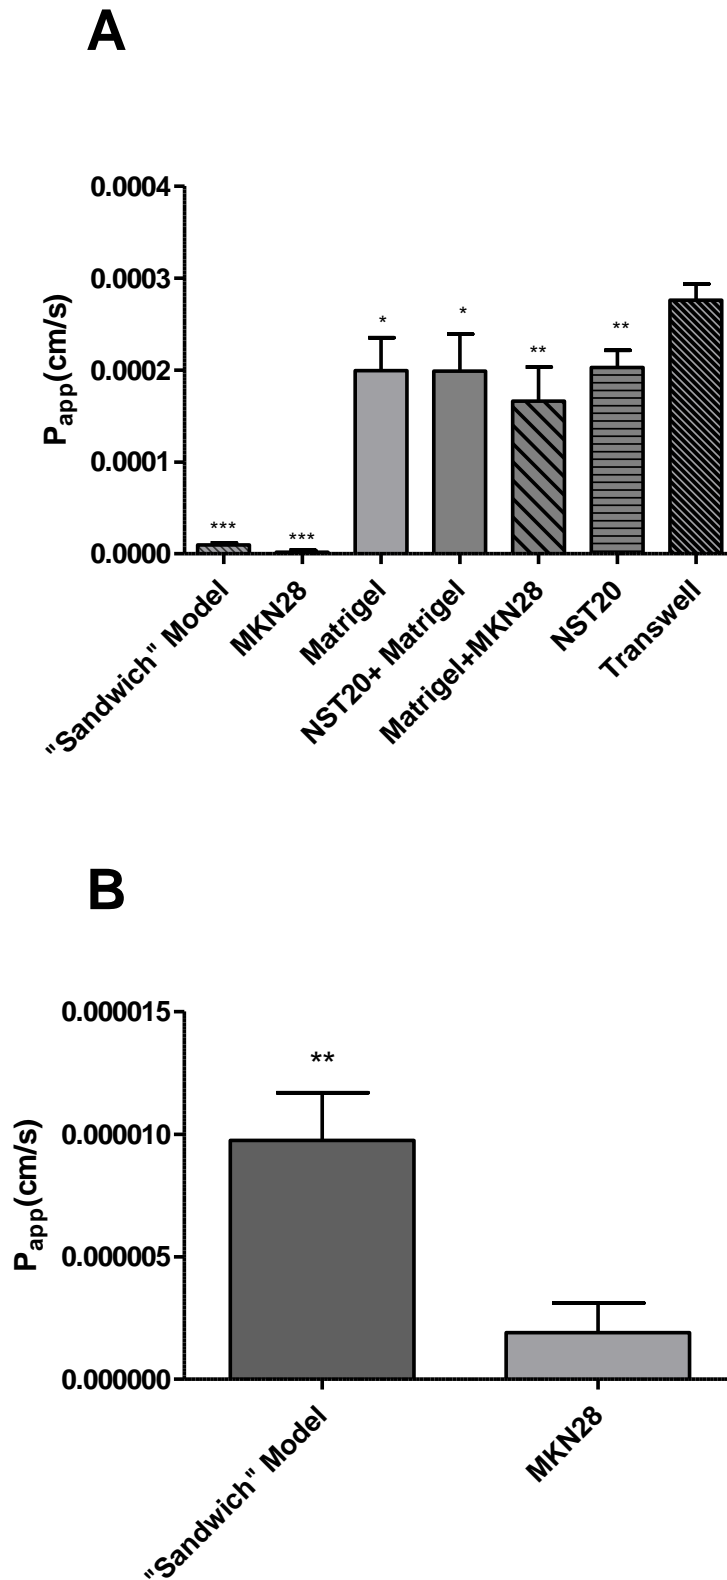 A
0.0004
0.0003
0.0002
0.0001
0.0000
Papp(cm/s)
***
***
*
*
**
**
"Sandwich" Model
MKN28
Matrigel
NST20+ Matrigel
Matrigel+MKN28
NST20
Transwell
B
0.000015
0.000010
0.000005
0.000000
Papp(cm/s)
**
"Sandwich" Model
MKN28